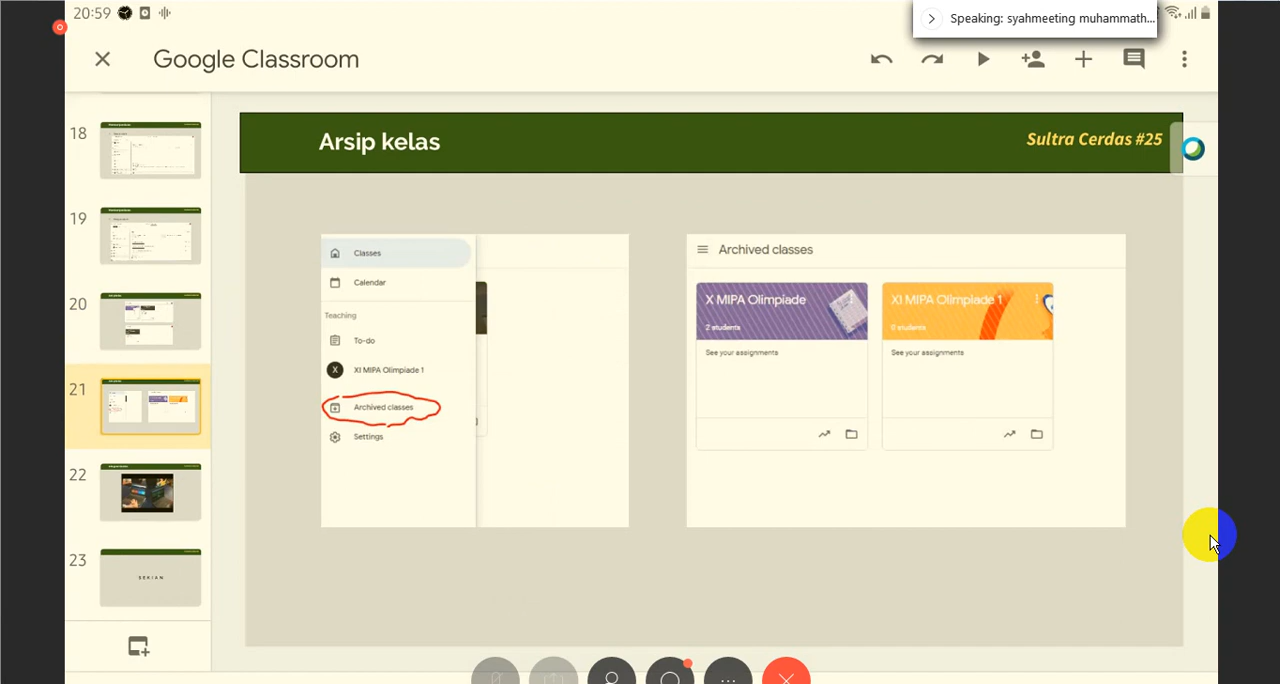 20:59
Speaking: syahmeeting muhammath...
Google Classroom
18
19
20
21
22
23
SEKIAN
Arsip kelas
Sultra Cerdas #25
Classes
Calendar
Teaching
To-do
X
XI MIPA Olimpiade 1
Archived classes
Settings
Archived classes
X MIPA Olimpiade
2 students
See your assignments
XI MIPA Olimpiade 1
0 students
See your assignments